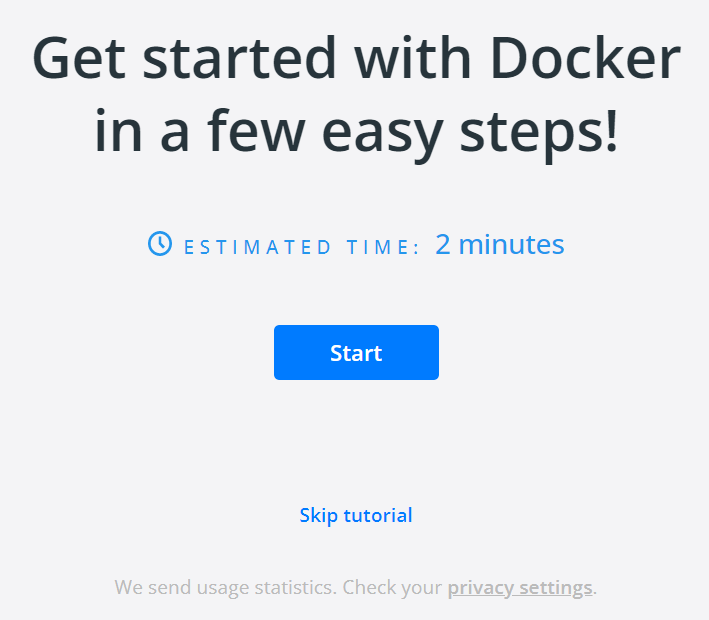 Get started with Docker
in a few easy steps!
ESTIMATED TIME: 2 minutes
Start
Skip tutorial
We send usage statistics. Check your privacy settings.